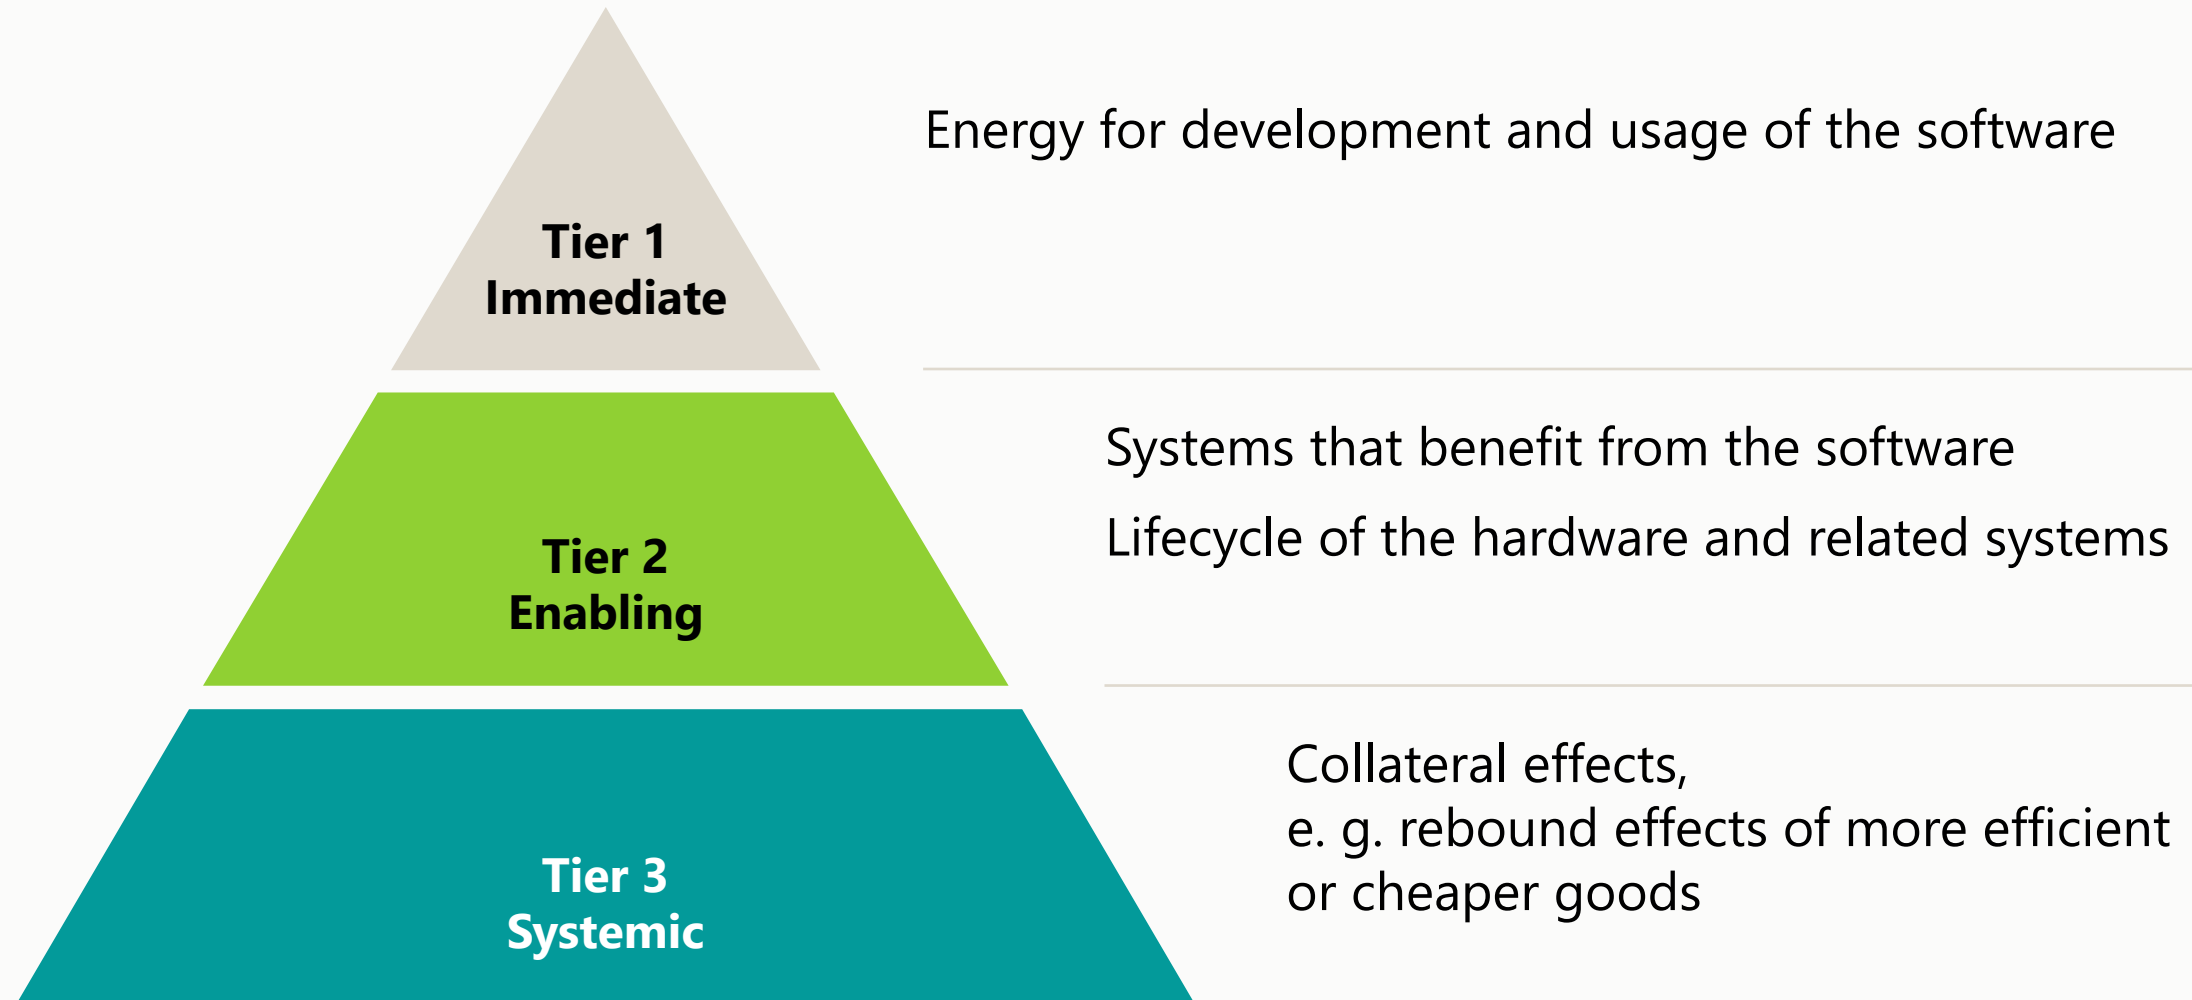 Energy for development and usage of the software
Tier 1
Immediate
Systems that benefit from the software
Lifecycle of the hardware and related systems
Tier 2
Enabling
Collateral effects,
e. g. rebound effects of more efficient
or cheaper goods
Tier 3
Systemic